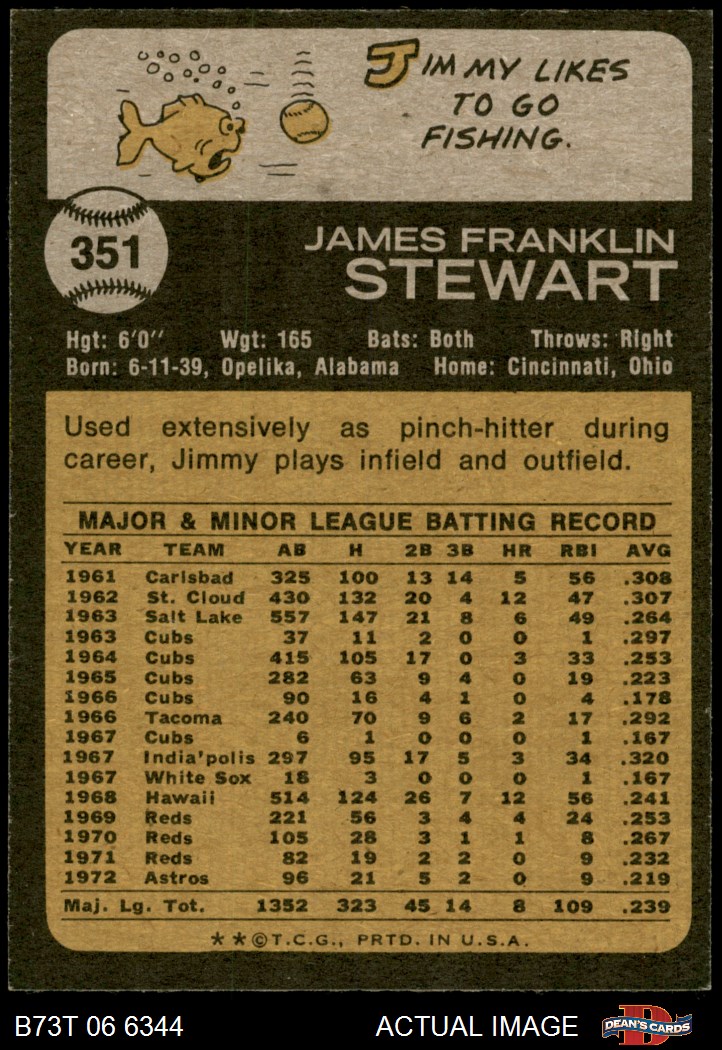 JIMMY LIKES
TO GO
FISHING.
351
JAMES FRANKLIN
STEWART
Hgt: 6'0'' Wgt: 165 Bats: Both Throws: Right
Born: 6-11-39, Opelika, Alabama Home: Cincinnati, Ohio
Used extensively as pinch-hitter during
career, Jimmy plays infield and outfield.
MAJOR & MINOR LEAGUE BATTING RECORD
YEAR TEAM AB H 2B 3B HR RBI AVG
1961 Carlsbad 325 100 13 14 5 56 .308
1962 St. Cloud 430 132 20 4 12 47 .307
1963 Salt Lake 557 147 21 8 6 49 .264
1963 Cubs 37 11 2 0 0 1 .297
1964 Cubs 415 105 17 0 3 33 .253
1965 Cubs 282 63 9 4 0 19 .223
1966 Cubs 90 16 4 1 0 4 .178
1966 Tacoma 240 70 9 6 2 17 .292
1967 Cubs 6 1 0 0 0 1 .167
1967 India'polis 297 95 17 5 3 34 .320
1967 White Sox 18 3 0 0 0 1 .167
1968 Hawaii 514 124 26 7 12 56 .241
1969 Reds 221 56 3 4 4 24 .253
1970 Reds 105 28 3 1 1 8 .267
1971 Reds 82 19 2 2 0 9 .232
1972 Astros 96 21 5 2 0 9 .219
Maj. Lg. Tot. 1352 323 45 14 8 109 .239
**©T.C.G., PRTD. IN U.S.A.
B73T 06 6344 ACTUAL IMAGE D DEAN'S CARDS